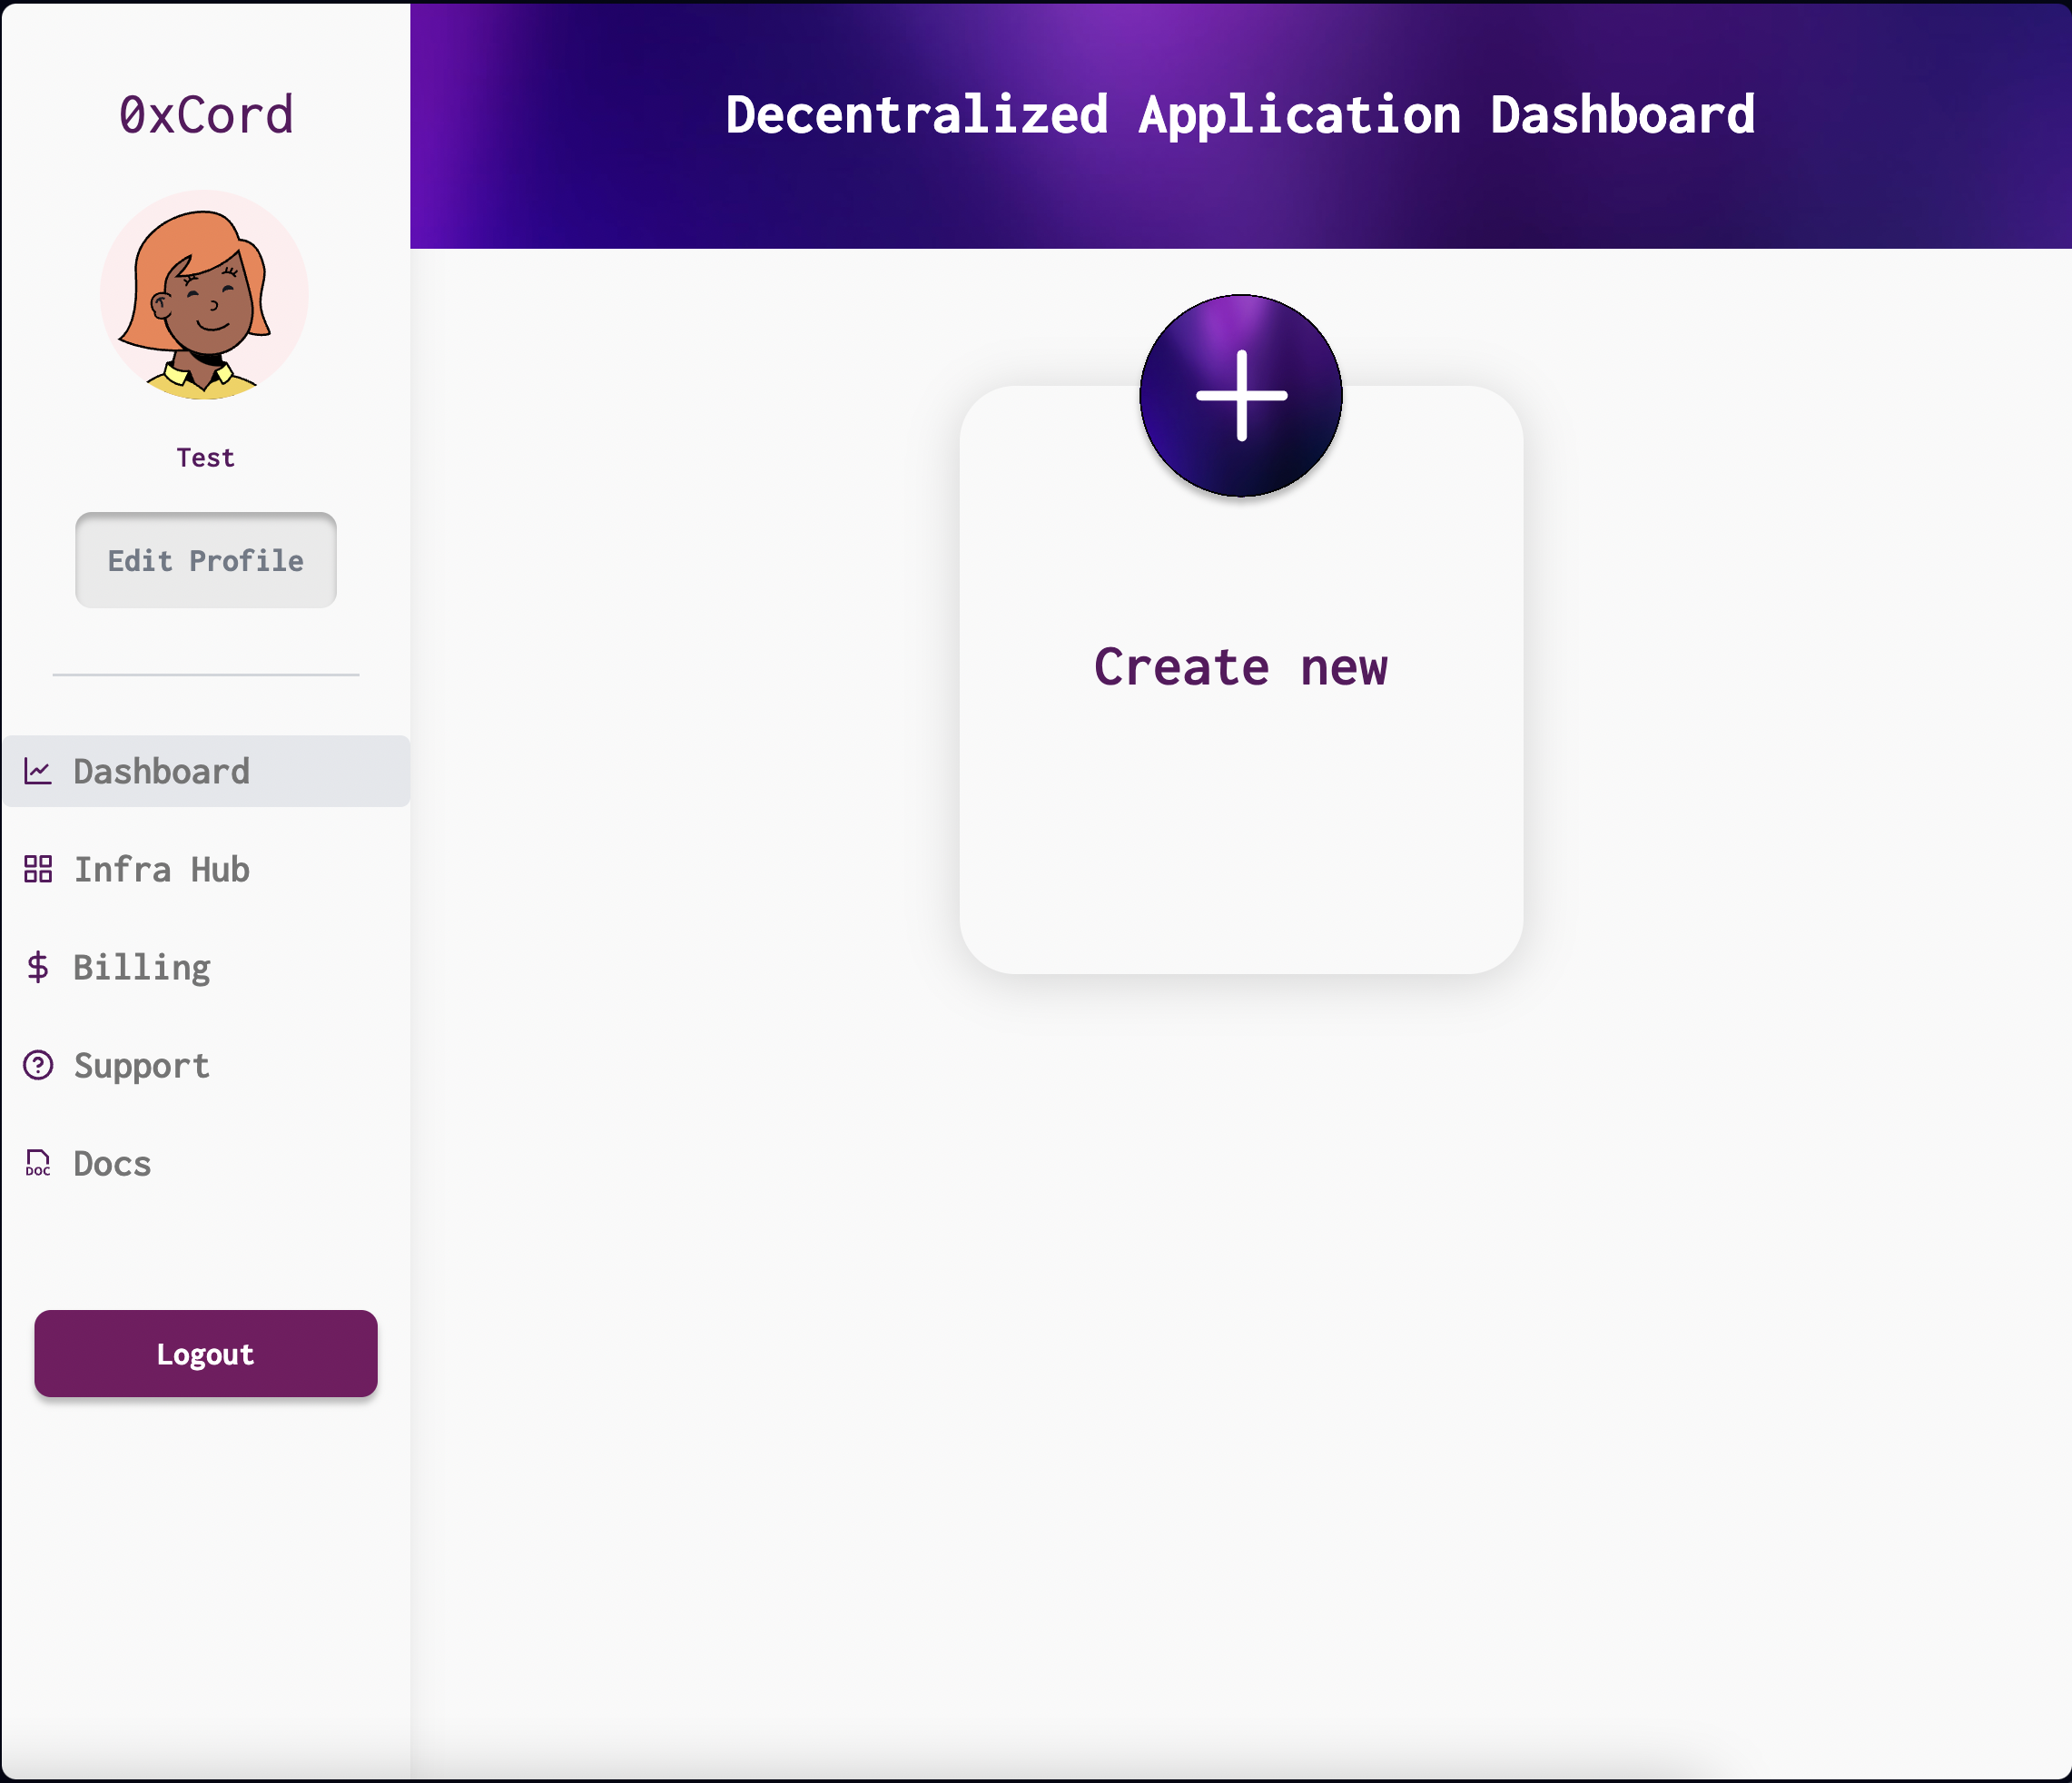 0xCord
Decentralized Application Dashboard
Test
Edit Profile
Create new
Dashboard
Infra Hub
Billing
Support
DOC
Docs
Logout